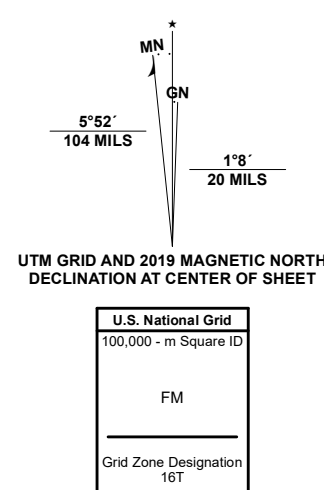 MN
GN
5°52´
104 MILS
1°8´
20 MILS
UTM GRID AND 2019 MAGNETIC NORTH
DECLINATION AT CENTER OF SHEET
U.S. National Grid
100,000 - m Square ID
FM
Grid Zone Designation
16T